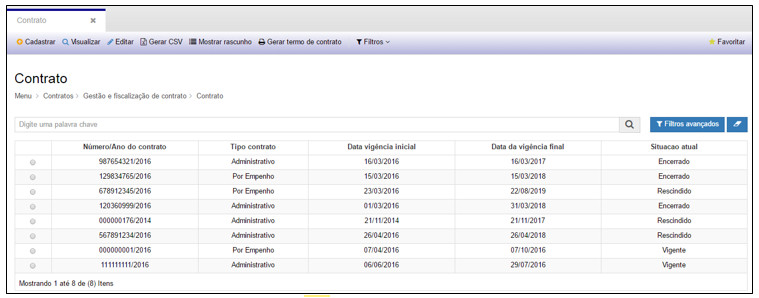 Contrato ×
Cadastrar Visualizar Editar Gerar CSV Mostrar rascunho Gerar termo de contrato Filtros Favoritar
Contrato
Menu > Contratos > Gestão e fiscalização de contrato > Contrato
Digite uma palavra chave Filtros avançados
Número/Ano do contrato Tipo contrato Data vigência inicial Data da vigência final Situacao atual
987654321/2016 Administrativo 16/03/2016 16/03/2017 Encerrado
129834765/2016 Por Empenho 15/03/2016 15/03/2018 Encerrado
678912345/2016 Por Empenho 23/03/2016 22/08/2019 Rescindido
120360999/2016 Administrativo 01/03/2016 31/03/2018 Encerrado
000000176/2014 Administrativo 21/11/2014 21/11/2017 Rescindido
567891234/2016 Administrativo 26/04/2016 26/04/2018 Rescindido
000000001/2016 Por Empenho 07/04/2016 07/10/2016 Vigente
111111111/2016 Administrativo 06/06/2016 29/07/2016 Vigente
Mostrando 1 até 8 de (8) Itens